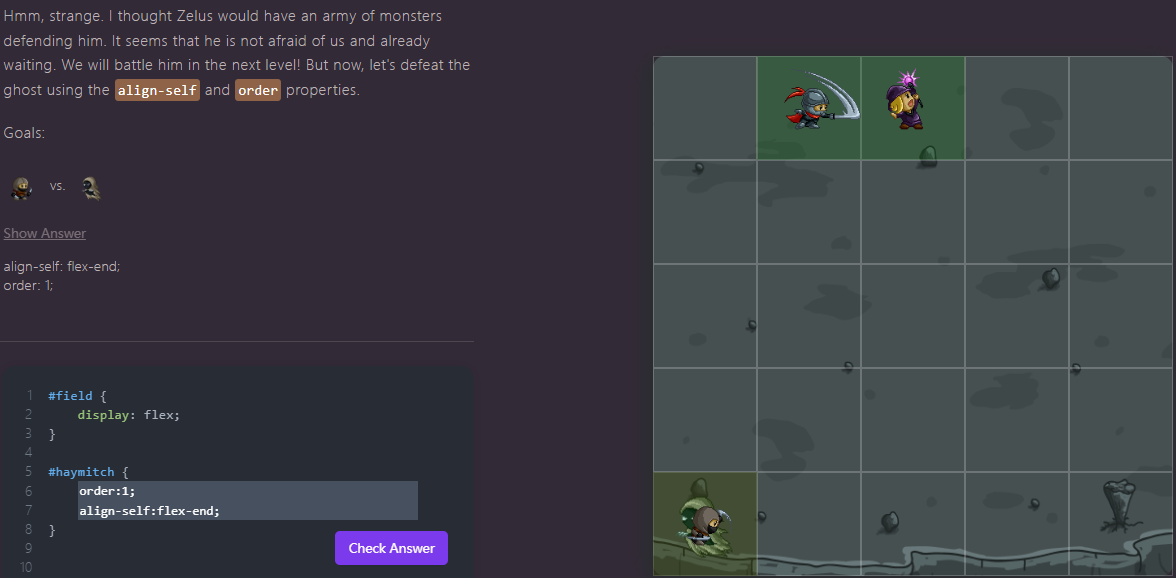 Hmm, strange. I thought Zelus would have an army of monsters
defending him. It seems that he is not afraid of us and already
waiting. We will battle him in the next level! But now, let's defeat the
ghost using the align-self and order properties.
Goals:
vs.
Show Answer
align-self: flex-end;
order: 1;
1 #field {
2 display: flex;
3 }
4
5 #haymitch {
6 order:1;
7 align-self:flex-end;
8 }
9
10
Check Answer